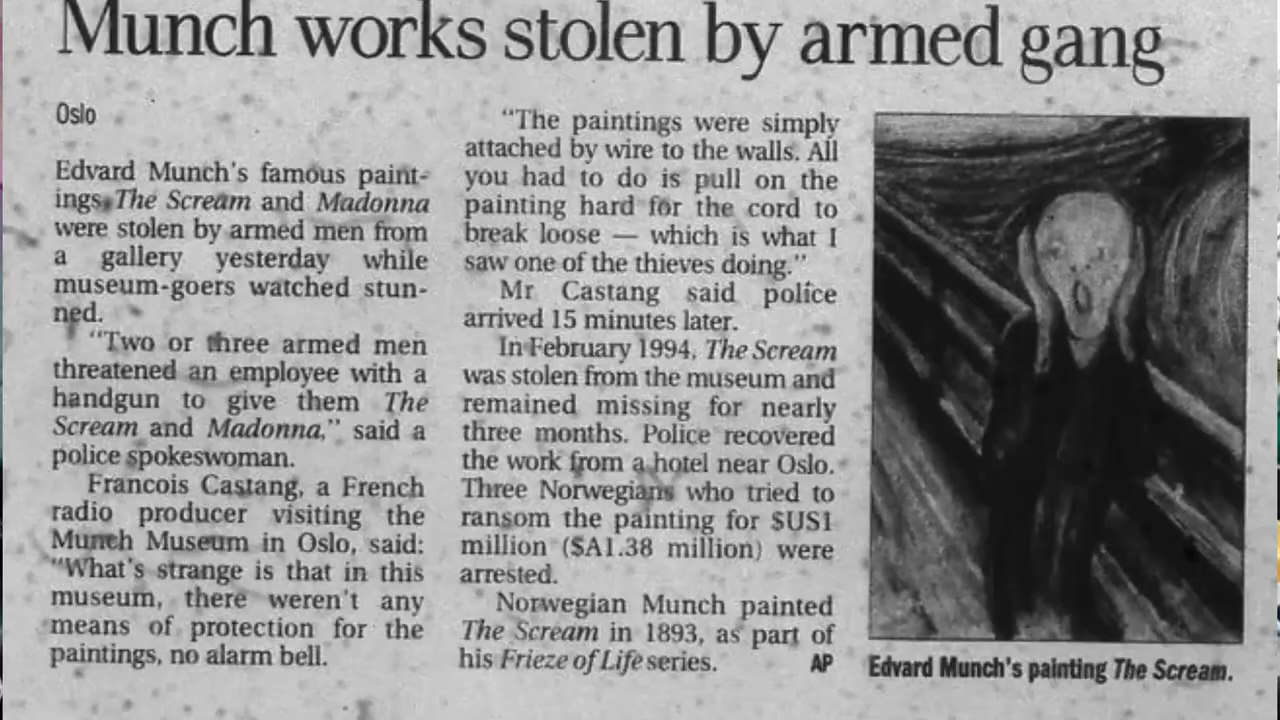 Munch works stolen by armed gang
Oslo
Edvard Munch's famous paint-
ings, The Scream and Madonna
were stolen by armed men from
a gallery yesterday while
museum-goers watched stun-
ned.
"Two or three armed men
threatened an employee with a
handgun to give them The
Scream and Madonna," said a
police spokeswoman.
Francois Castang, a French
radio producer visiting the
Munch Museum in Oslo, said:
"What's strange is that in this
museum, there weren't any
means of protection for the
paintings, no alarm bell.
"The paintings were simply
attached by wire to the walls. All
you had to do is pull on the
painting hard for the cord to
break loose — which is what I
saw one of the thieves doing."
Mr Castang said police
arrived 15 minutes later.
In February 1994, The Scream
was stolen from the museum and
remained missing for nearly
three months. Police recovered
the work from a hotel near Oslo.
Three Norwegians who tried to
ransom the painting for $US1
million ($A1.38 million) were
arrested.
Norwegian Munch painted
The Scream in 1893, as part of
his Frieze of Life series. AP
Edvard Munch's painting The Scream.